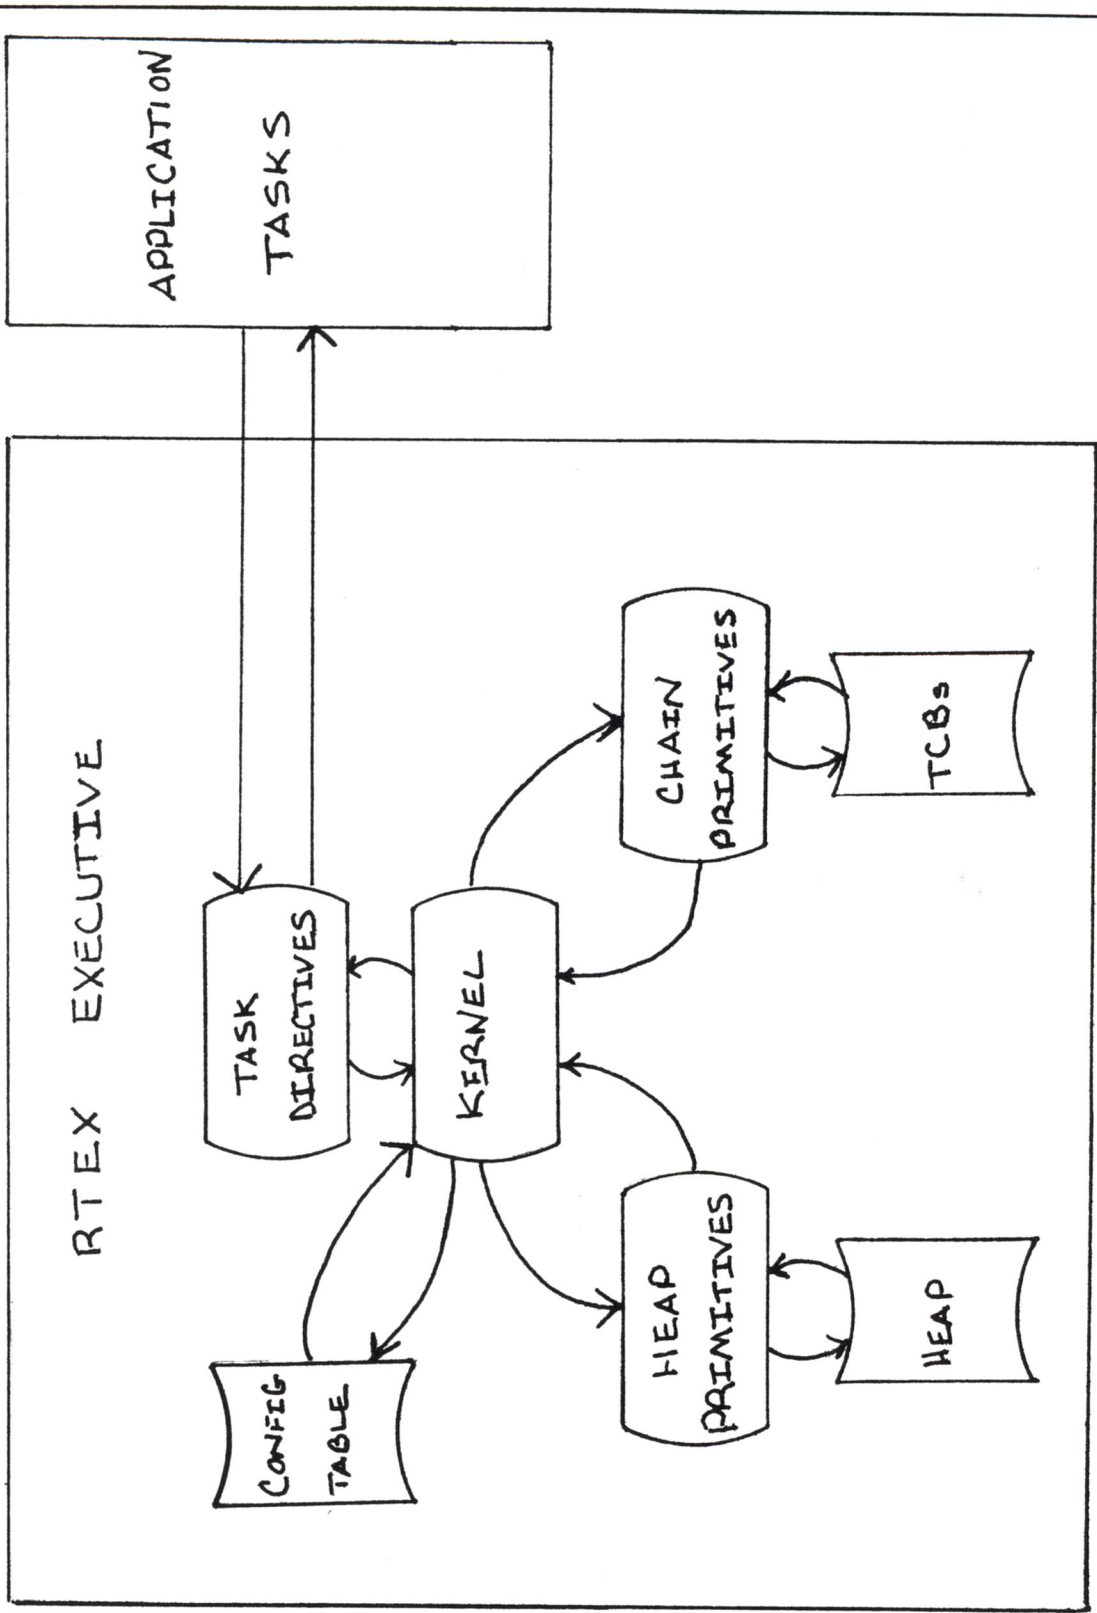 RTEX EXECUTIVE
APPLICATION
TASKS
TASK
DIRECTIVES
CONFIG
TABLE
KERNEL
HEAP
PRIMITIVES
CHAIN
PRIMITIVES
HEAP
TCBs